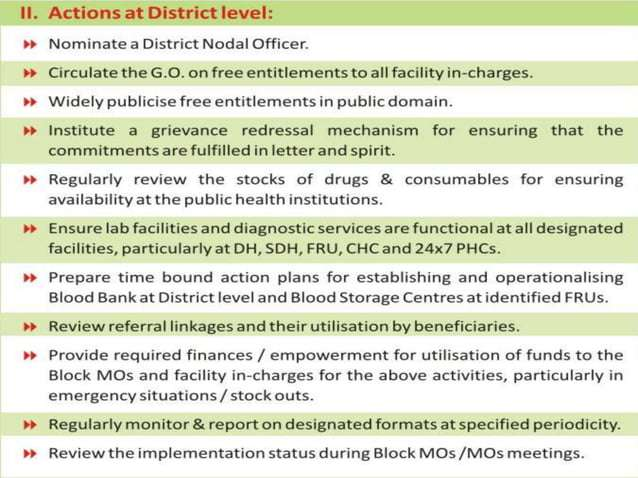 II. Actions at District level:
Nominate a District Nodal Officer.
Circulate the G.O. on free entitlements to all facility in-charges.
Widely publicise free entitlements in public domain.
Institute a grievance redressal mechanism for ensuring that the
commitments are fulfilled in letter and spirit.
Regularly review the stocks of drugs & consumables for ensuring
availability at the public health institutions.
Ensure lab facilities and diagnostic services are functional at all designated
facilities, particularly at DH, SDH, FRU, CHC and 24x7 PHCs.
Prepare time bound action plans for establishing and operationalising
Blood Bank at District level and Blood Storage Centres at identified FRUs.
Review referral linkages and their utilisation by beneficiaries.
Provide required finances / empowerment for utilisation of funds to the
Block MOs and facility in-charges for the above activities, particularly in
emergency situations / stock outs.
Regularly monitor & report on designated formats at specified periodicity.
Review the implementation status during Block MOs /MOs meetings.